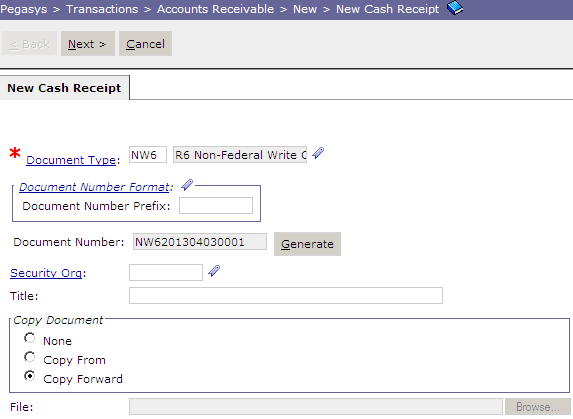 Pegasys > Transactions > Accounts Receivable > New > New Cash Receipt
< Back Next > Cancel
New Cash Receipt
* Document Type: NW6 R6 Non-Federal Write
Document Number Format:
Document Number Prefix:
Document Number: NW6201304030001 Generate
Security Org:
Title:
Copy Document
None
Copy From
Copy Forward
File: Browse...